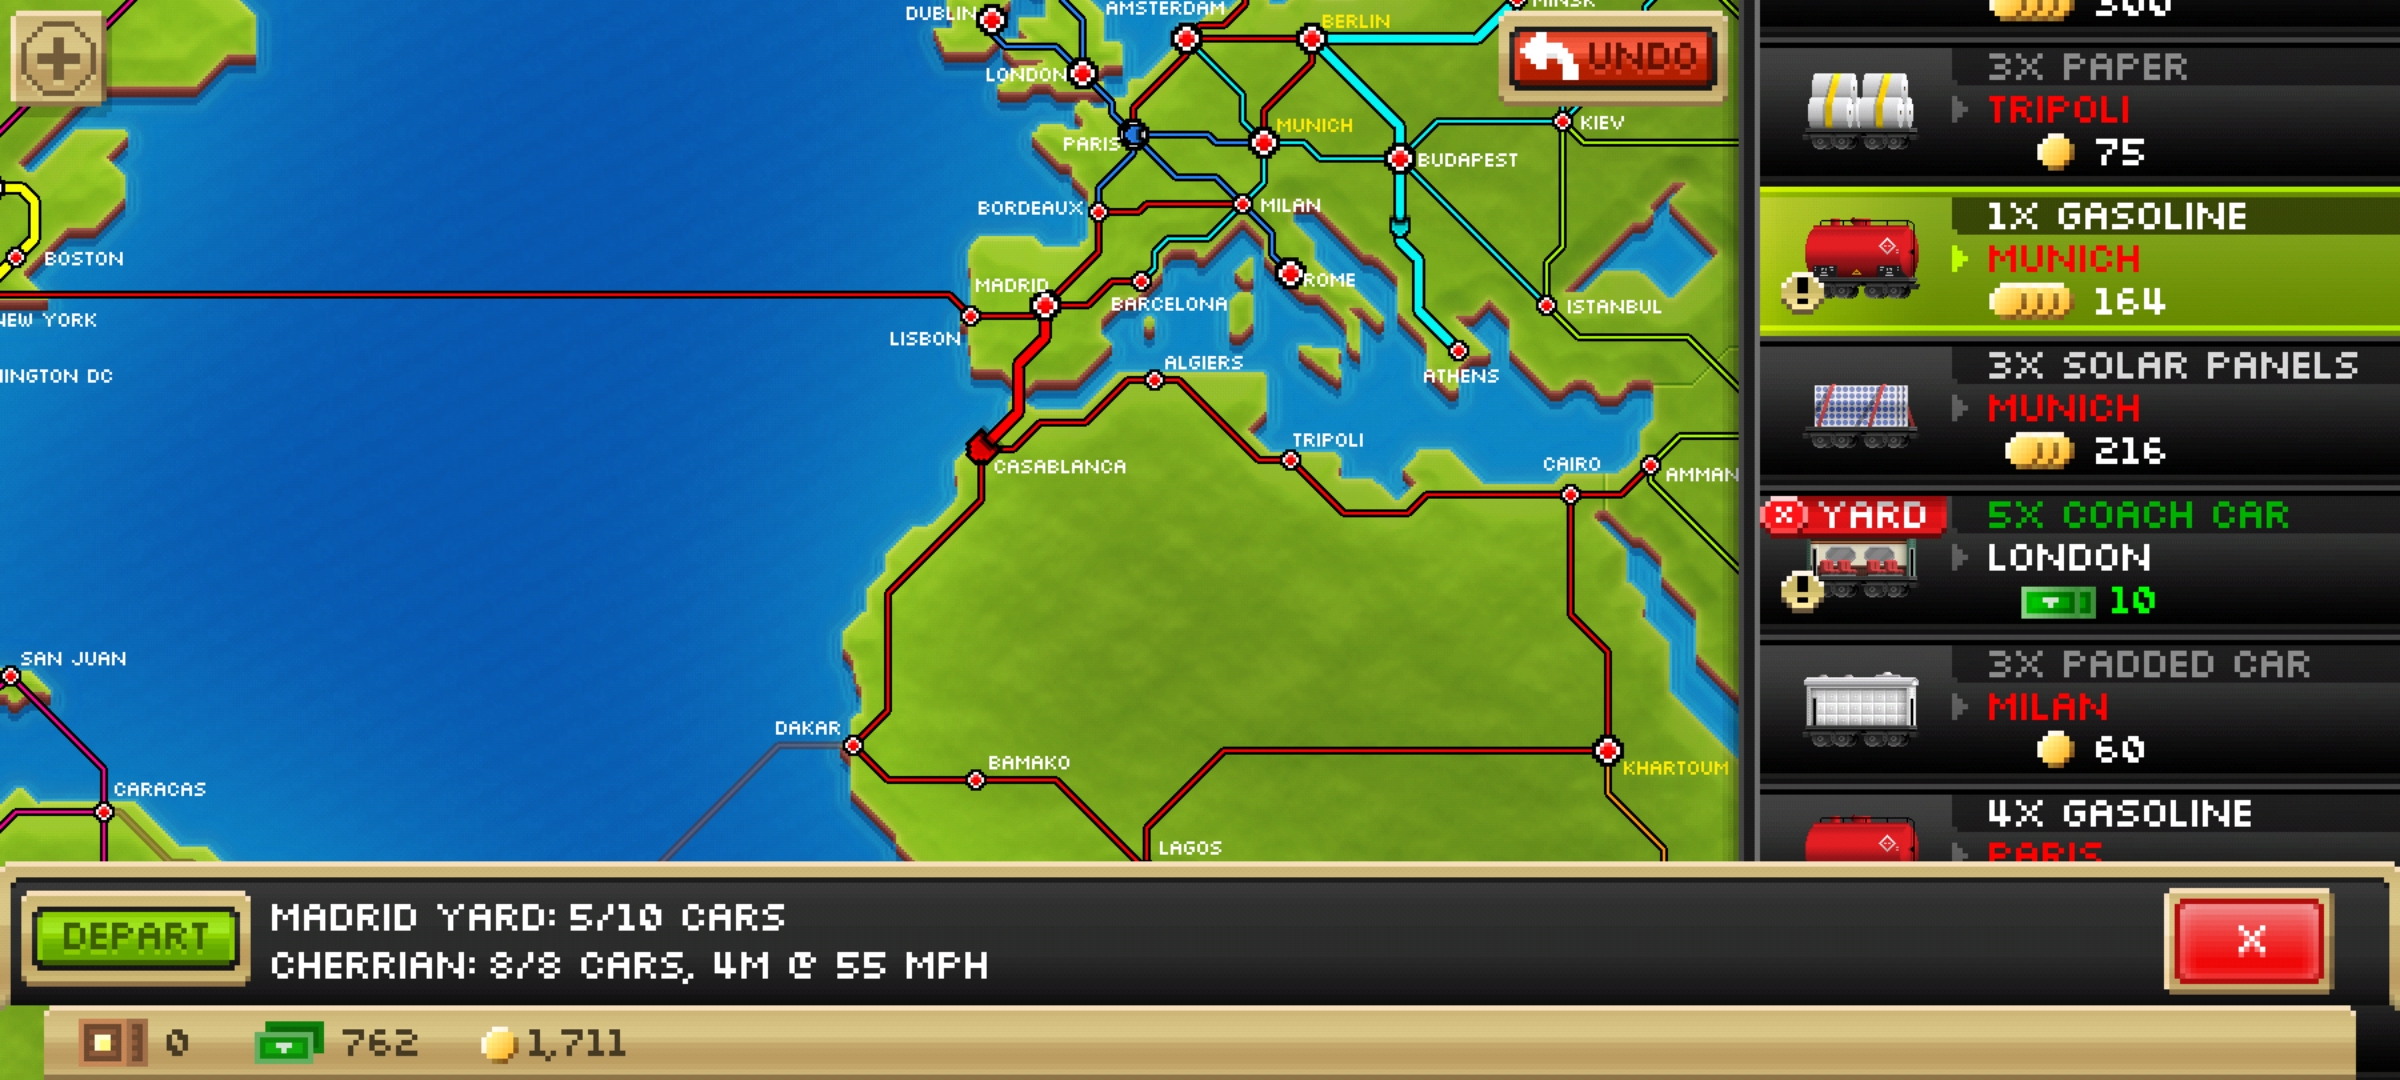 DUBLIN
AMSTERDAM
BERLIN
MINSK
UNDO
LONDON
PARIS
MUNICH
BUDAPEST
KIEV
BORDEAUX
MILAN
BOSTON
MADRID
BARCELONA
ROME
ISTANBUL
NEW YORK
LISBON
ALGIERS
ATHENS
INGTON DC
TRIPOLI
CAIRO
AMMAN
CASABLANCA
SAN JUAN
DAKAR
BAMAKO
KHARTOUM
CARACAS
LAGOS
300
3X PAPER
TRIPOLI
75
1X GASOLINE
MUNICH
164
3X SOLAR PANELS
MUNICH
216
X YARD
5X COACH CAR
LONDON
10
3X PADDED CAR
MILAN
60
4X GASOLINE
PARIS
DEPART
MADRID YARD: 5/10 CARS
CHERRIAN: 8/8 CARS, 4M @ 55 MPH
X
0
762
1,711